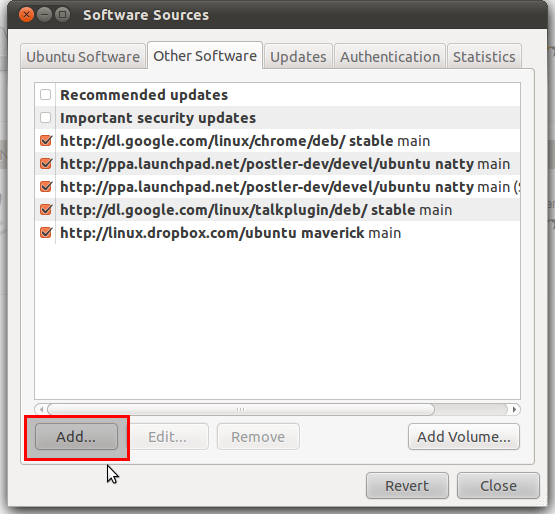 Software Sources
Ubuntu Software Other Software Updates Authentication Statistics
Recommended updates
Important security updates
http://dl.google.com/linux/chrome/deb/ stable main
http://ppa.launchpad.net/postler-dev/devel/ubuntu natty main
http://ppa.launchpad.net/postler-dev/devel/ubuntu natty main (S
http://dl.google.com/linux/talkplugin/deb/ stable main
http://linux.dropbox.com/ubuntu maverick main
Add... Edit... Remove Add Volume...
Revert Close